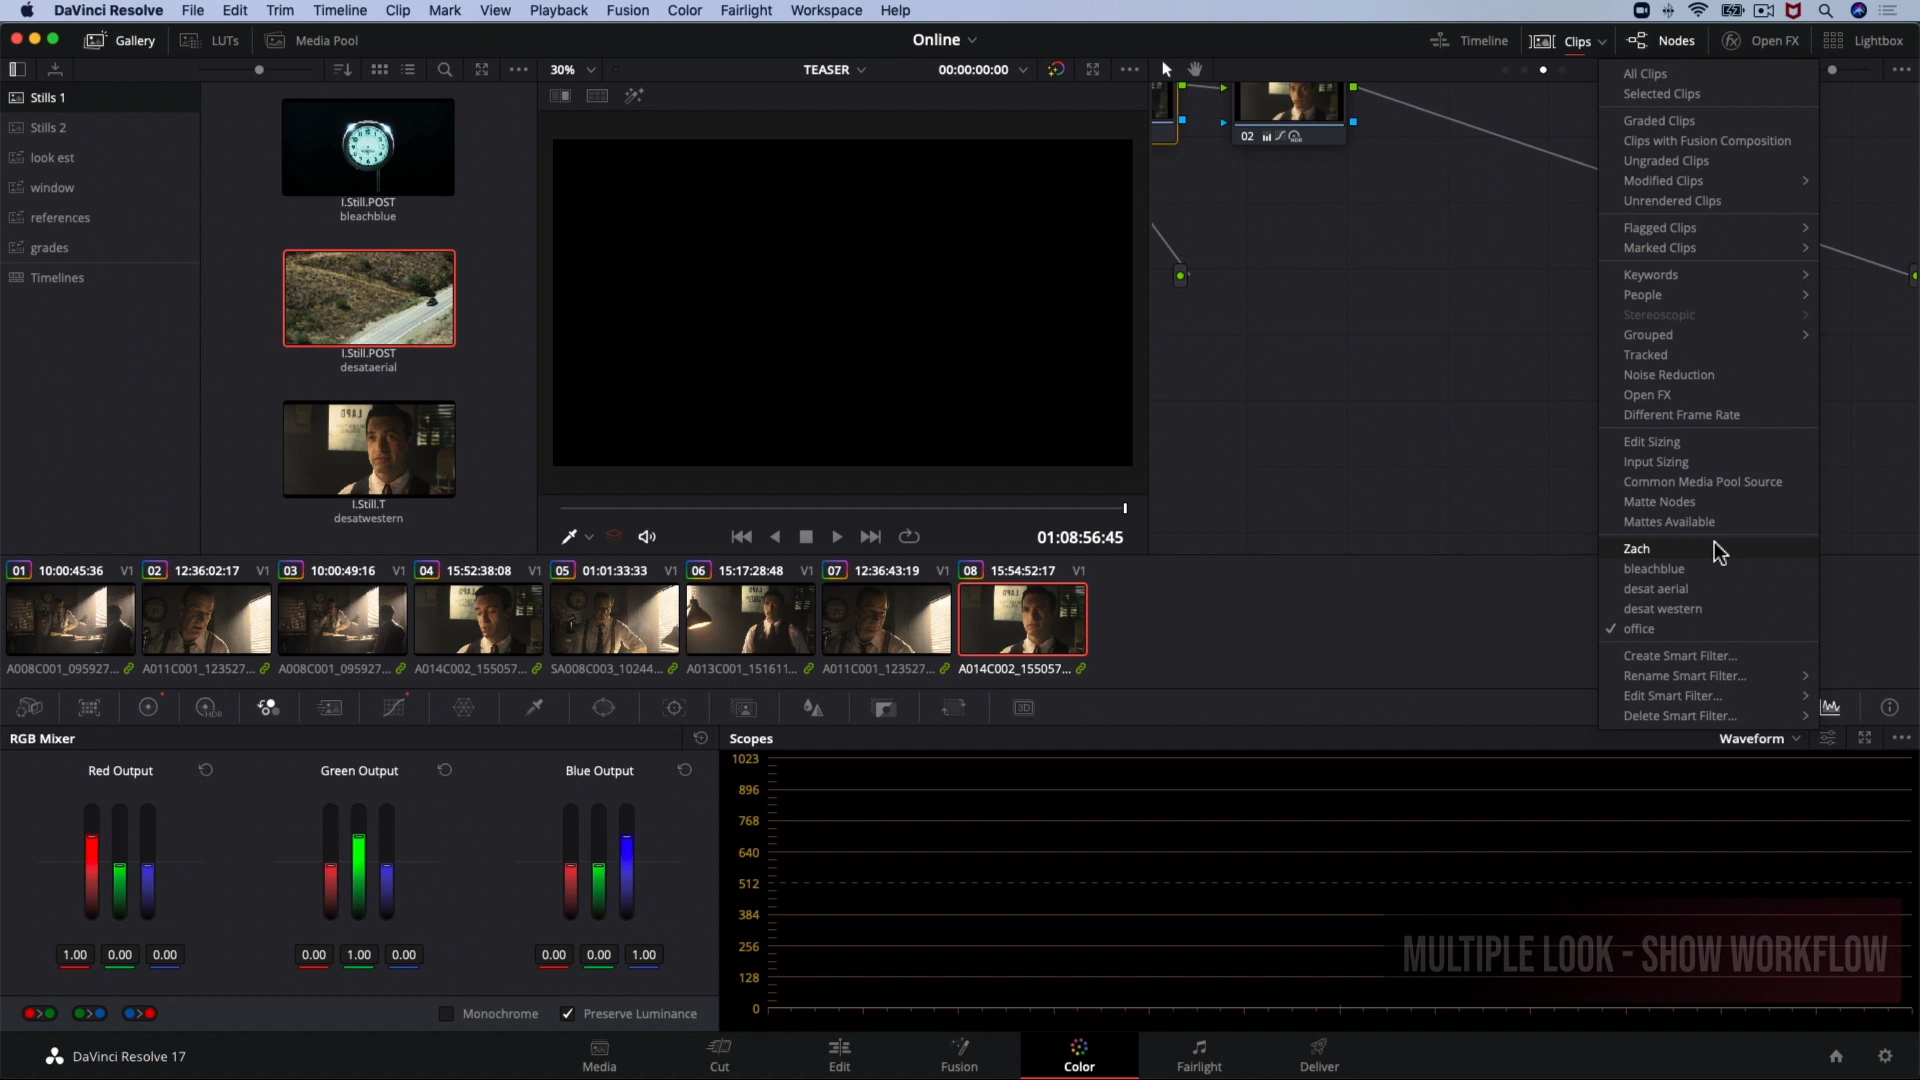 DaVinci Resolve File Edit Trim Timeline Clip Mark View Playback Fusion Color Fairlight Workspace Help
Gallery LUTs Media Pool Online Timeline Clips Nodes Open FX Lightbox
30% TEASER 00:00:00:00
Stills 1
Stills 2
look est
window
references
grades
Timelines
I.Still.POST
bleachblue
I.Still.POST
desataerial
I.Still.T
desatwestern
02
HDR
01:08:56:45
All Clips
Selected Clips
Graded Clips
Clips with Fusion Composition
Ungraded Clips
Modified Clips
Unrendered Clips
Flagged Clips
Marked Clips
Keywords
People
Stereoscopic
Grouped
Tracked
Noise Reduction
Open FX
Different Frame Rate
Edit Sizing
Input Sizing
Common Media Pool Source
Matte Nodes
Mattes Available
Zach
bleachblue
desat aerial
desat western
office
Create Smart Filter...
Rename Smart Filter...
Edit Smart Filter...
Delete Smart Filter...
01 10:00:45:36 V1 02 12:36:02:17 V1 03 10:00:49:16 V1 04 15:52:38:08 V1 05 01:01:33:33 V1 06 15:17:28:48 V1 07 12:36:43:19 V1 08 15:54:52:17 V1
A008C001_095927... A011C001_123527... A008C001_095927... A014C002_155057... SA008C003_10244... A013C001_151611... A011C001_123527... A014C002_155057...
HDR 3D
RGB Mixer Scopes Waveform
Red Output Green Output Blue Output
1.00 0.00 0.00 0.00 1.00 0.00 0.00 0.00 1.00
Monochrome Preserve Luminance
1023
896
768
640
512
384
256
128
0
MULTIPLE LOOK - SHOW WORKFLOW
DaVinci Resolve 17 Media Cut Edit Fusion Color Fairlight Deliver